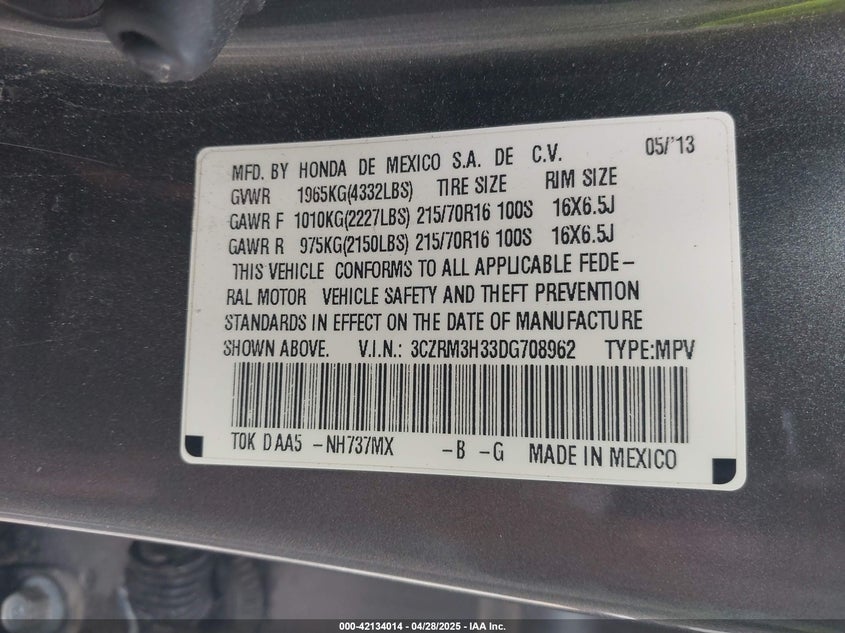 MFD. BY HONDA DE MEXICO S.A. DE C.V. 05/'13
GVWR 1965KG(4332LBS) TIRE SIZE RIM SIZE
GAWR F 1010KG(2227LBS) 215/70R16 100S 16X6.5J
GAWR R 975KG(2150LBS) 215/70R16 100S 16X6.5J
THIS VEHICLE CONFORMS TO ALL APPLICABLE FEDE-
RAL MOTOR VEHICLE SAFETY AND THEFT PREVENTION
STANDARDS IN EFFECT ON THE DATE OF MANUFACTURE
SHOWN ABOVE. V.I.N.: 3CZRM3H33DG708962 TYPE:MPV
T0K D AA5 -NH737MX -B -G MADE IN MEXICO
000-42134014 - 04/28/2025 - IAA Inc.